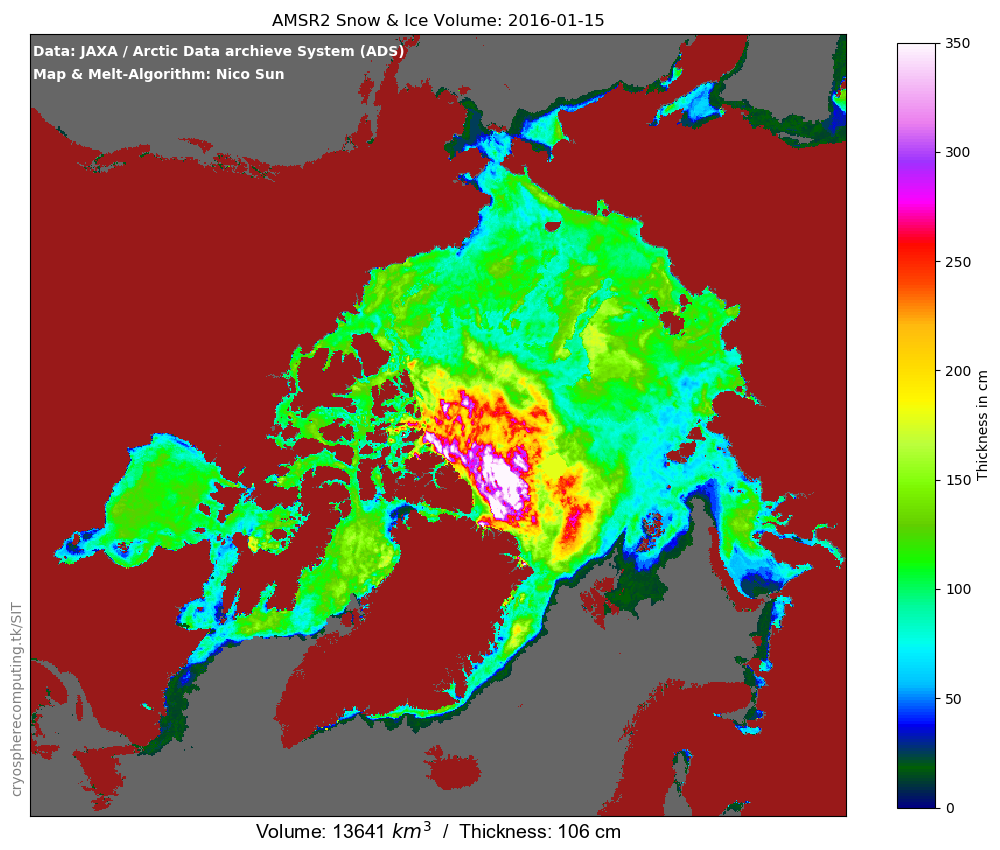 AMSR2 Snow & Ice Volume: 2016-01-15
Data: JAXA / Arctic Data archieve System (ADS)
Map & Melt-Algorithm: Nico Sun
350
300
250
200
150
100
50
0
Thickness in cm
cryospherecomputing.tk/SIT
Volume: 13641 km³ / Thickness: 106 cm